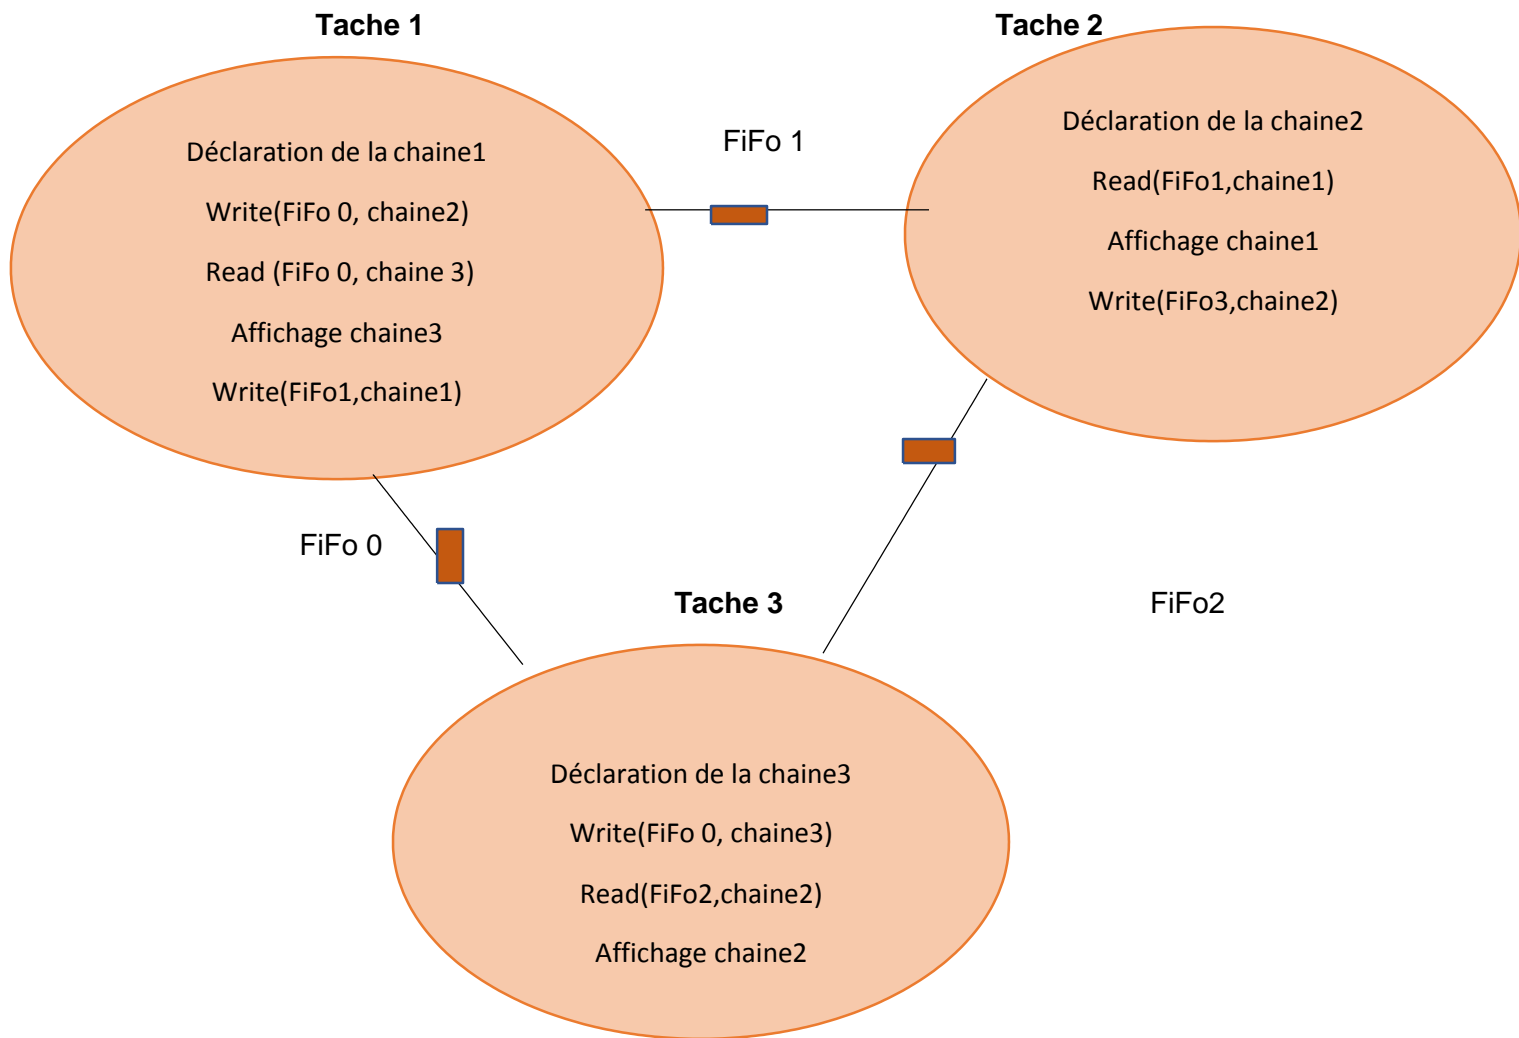 Tache 1
Déclaration de la chaine1
Write(FiFo 0, chaine2)
Read (FiFo 0, chaine 3)
Affichage chaine3
Write(FiFo1,chaine1)
FiFo 1
Tache 2
Déclaration de la chaine2
Read(FiFo1,chaine1)
Affichage chaine1
Write(FiFo3,chaine2)
FiFo 0
FiFo2
Tache 3
Déclaration de la chaine3
Write(FiFo 0, chaine3)
Read(FiFo2,chaine2)
Affichage chaine2